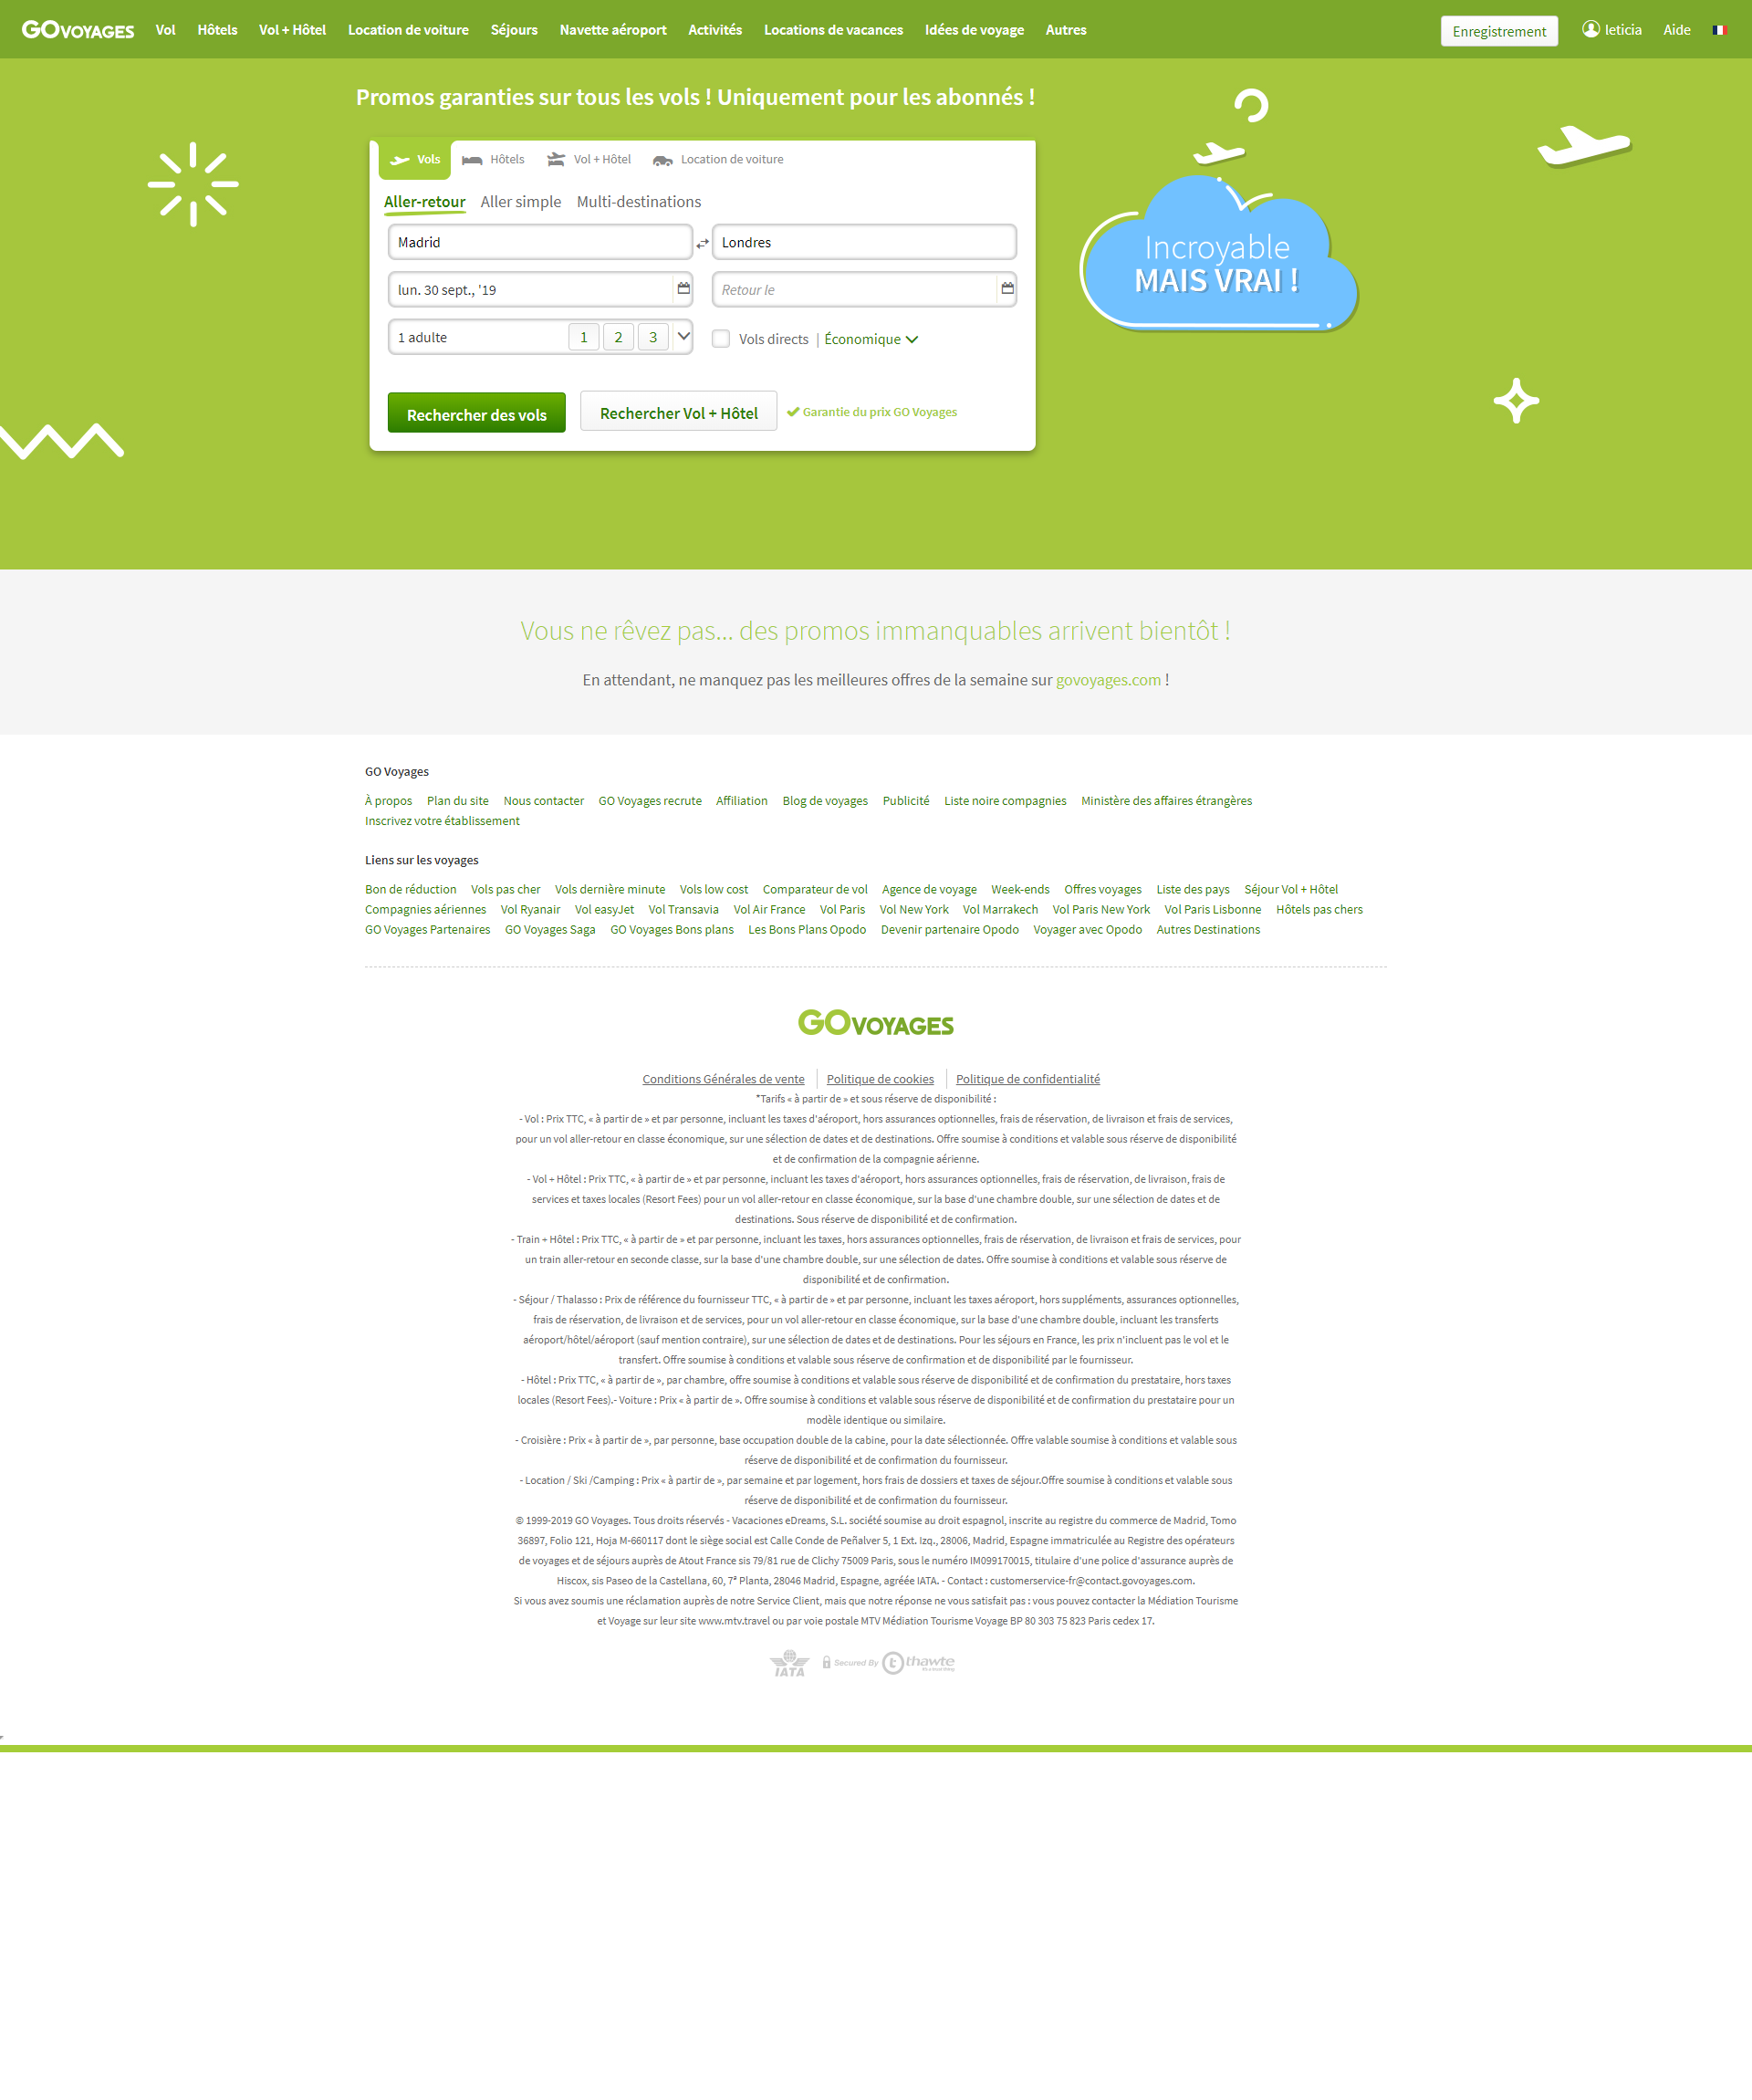 GO VOYAGES Vol Hôtels Vol + Hôtel Location de voiture Séjours Navette aéroport Activités Locations de vacances Idées de voyage Autres Enregistrement leticia Aide
Promos garanties sur tous les vols ! Uniquement pour les abonnés !
Vols Hôtels Vol + Hôtel Location de voiture
Aller-retour Aller simple Multi-destinations
Madrid Londres
lun. 30 sept., '19 Retour le
1 adulte 1 2 3 Vols directs | Économique
Rechercher des vols Rechercher Vol + Hôtel Garantie du prix GO Voyages
Incroyable
MAIS VRAI !
Vous ne rêvez pas... des promos immanquables arrivent bientôt !
En attendant, ne manquez pas les meilleures offres de la semaine sur govoyages.com !
GO Voyages
À propos Plan du site Nous contacter GO Voyages recrute Affiliation Blog de voyages Publicité Liste noire compagnies Ministère des affaires étrangères
Inscrivez votre établissement
Liens sur les voyages
Bon de réduction Vols pas cher Vols dernière minute Vols low cost Comparateur de vol Agence de voyage Week-ends Offres voyages Liste des pays Séjour Vol + Hôtel
Compagnies aériennes Vol Ryanair Vol easyJet Vol Transavia Vol Air France Vol Paris Vol New York Vol Marrakech Vol Paris New York Vol Paris Lisbonne Hôtels pas chers
GO Voyages Partenaires GO Voyages Saga GO Voyages Bons plans Les Bons Plans Opodo Devenir partenaire Opodo Voyager avec Opodo Autres Destinations
GO VOYAGES
Conditions Générales de vente Politique de cookies Politique de confidentialité
*Tarifs « à partir de » et sous réserve de disponibilité :
- Vol : Prix TTC, « à partir de » et par personne, incluant les taxes d'aéroport, hors assurances optionnelles, frais de réservation, de livraison et frais de services,
pour un vol aller-retour en classe économique, sur une sélection de dates et de destinations. Offre soumise à conditions et valable sous réserve de disponibilité
et de confirmation de la compagnie aérienne.
- Vol + Hôtel : Prix TTC, « à partir de » et par personne, incluant les taxes d'aéroport, hors assurances optionnelles, frais de réservation, de livraison, frais de
services et taxes locales (Resort Fees) pour un vol aller-retour en classe économique, sur la base d'une chambre double, sur une sélection de dates et de
destinations. Sous réserve de disponibilité et de confirmation.
- Train + Hôtel : Prix TTC, « à partir de » et par personne, incluant les taxes, hors assurances optionnelles, frais de réservation, de livraison et frais de services, pour
un train aller-retour en seconde classe, sur la base d'une chambre double, sur une sélection de dates. Offre soumise à conditions et valable sous réserve de
disponibilité et de confirmation.
- Séjour / Thalasso : Prix de référence du fournisseur TTC, « à partir de » et par personne, incluant les taxes aéroport, hors suppléments, assurances optionnelles,
frais de réservation, de livraison et de services, pour un vol aller-retour en classe économique, sur la base d'une chambre double, incluant les transferts
aéroport/hôtel/aéroport (sauf mention contraire), sur une sélection de dates et de destinations. Pour les séjours en France, les prix n'incluent pas le vol et le
transfert. Offre soumise à conditions et valable sous réserve de confirmation et de disponibilité par le fournisseur.
- Hôtel : Prix TTC, « à partir de », par chambre, offre soumise à conditions et valable sous réserve de disponibilité et de confirmation du prestataire, hors taxes
locales (Resort Fees).- Voiture : Prix « à partir de ». Offre soumise à conditions et valable sous réserve de disponibilité et de confirmation du prestataire pour un
modèle identique ou similaire.
- Croisière : Prix « à partir de », par personne, base occupation double de la cabine, pour la date sélectionnée. Offre valable soumise à conditions et valable sous
réserve de disponibilité et de confirmation du fournisseur.
- Location / Ski /Camping : Prix « à partir de », par semaine et par logement, hors frais de dossiers et taxes de séjour.Offre soumise à conditions et valable sous
réserve de disponibilité et de confirmation du fournisseur.
© 1999-2019 GO Voyages. Tous droits réservés - Vacaciones eDreams, S.L. société soumise au droit espagnol, inscrite au registre du commerce de Madrid, Tomo
36897, Folio 121, Hoja M-660117 dont le siège social est Calle Conde de Peñalver 5, 1 Ext. Izq., 28006, Madrid, Espagne immatriculée au Registre des opérateurs
de voyages et de séjours auprès de Atout France sis 79/81 rue de Clichy 75009 Paris, sous le numéro IM099170015, titulaire d'une police d'assurance auprès de
Hiscox, sis Paseo de la Castellana, 60, 7ª Planta, 28046 Madrid, Espagne, agréée IATA. - Contact : customerservice-fr@contact.govoyages.com.
Si vous avez soumis une réclamation auprès de notre Service Client, mais que notre réponse ne vous satisfait pas : vous pouvez contacter la Médiation Tourisme
et Voyage sur leur site www.mtv.travel ou par voie postale MTV Médiation Tourisme Voyage BP 80 303 75 823 Paris cedex 17.
IATA Secured By thawte